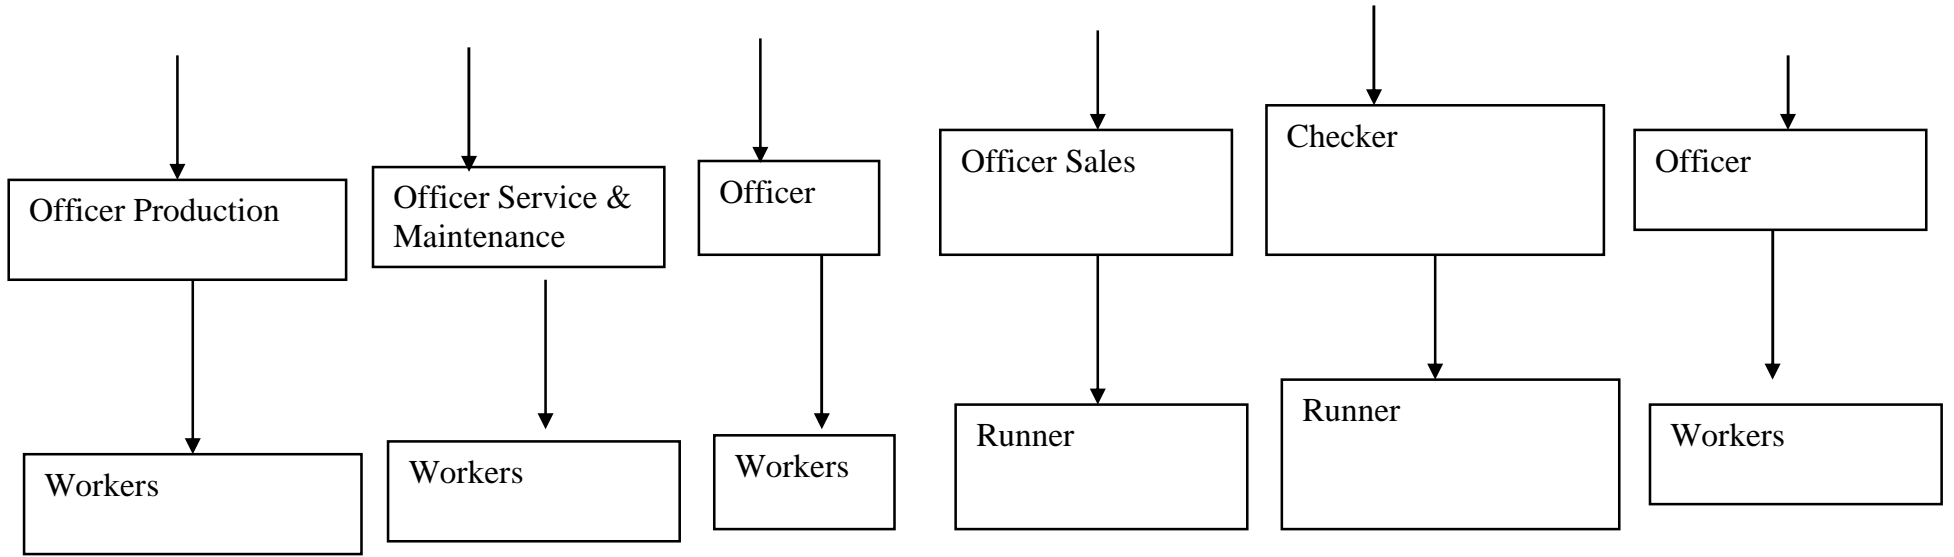 Officer Production
Officer Service &
Maintenance
Officer
Officer Sales
Checker
Officer
Workers
Workers
Workers
Runner
Runner
Workers